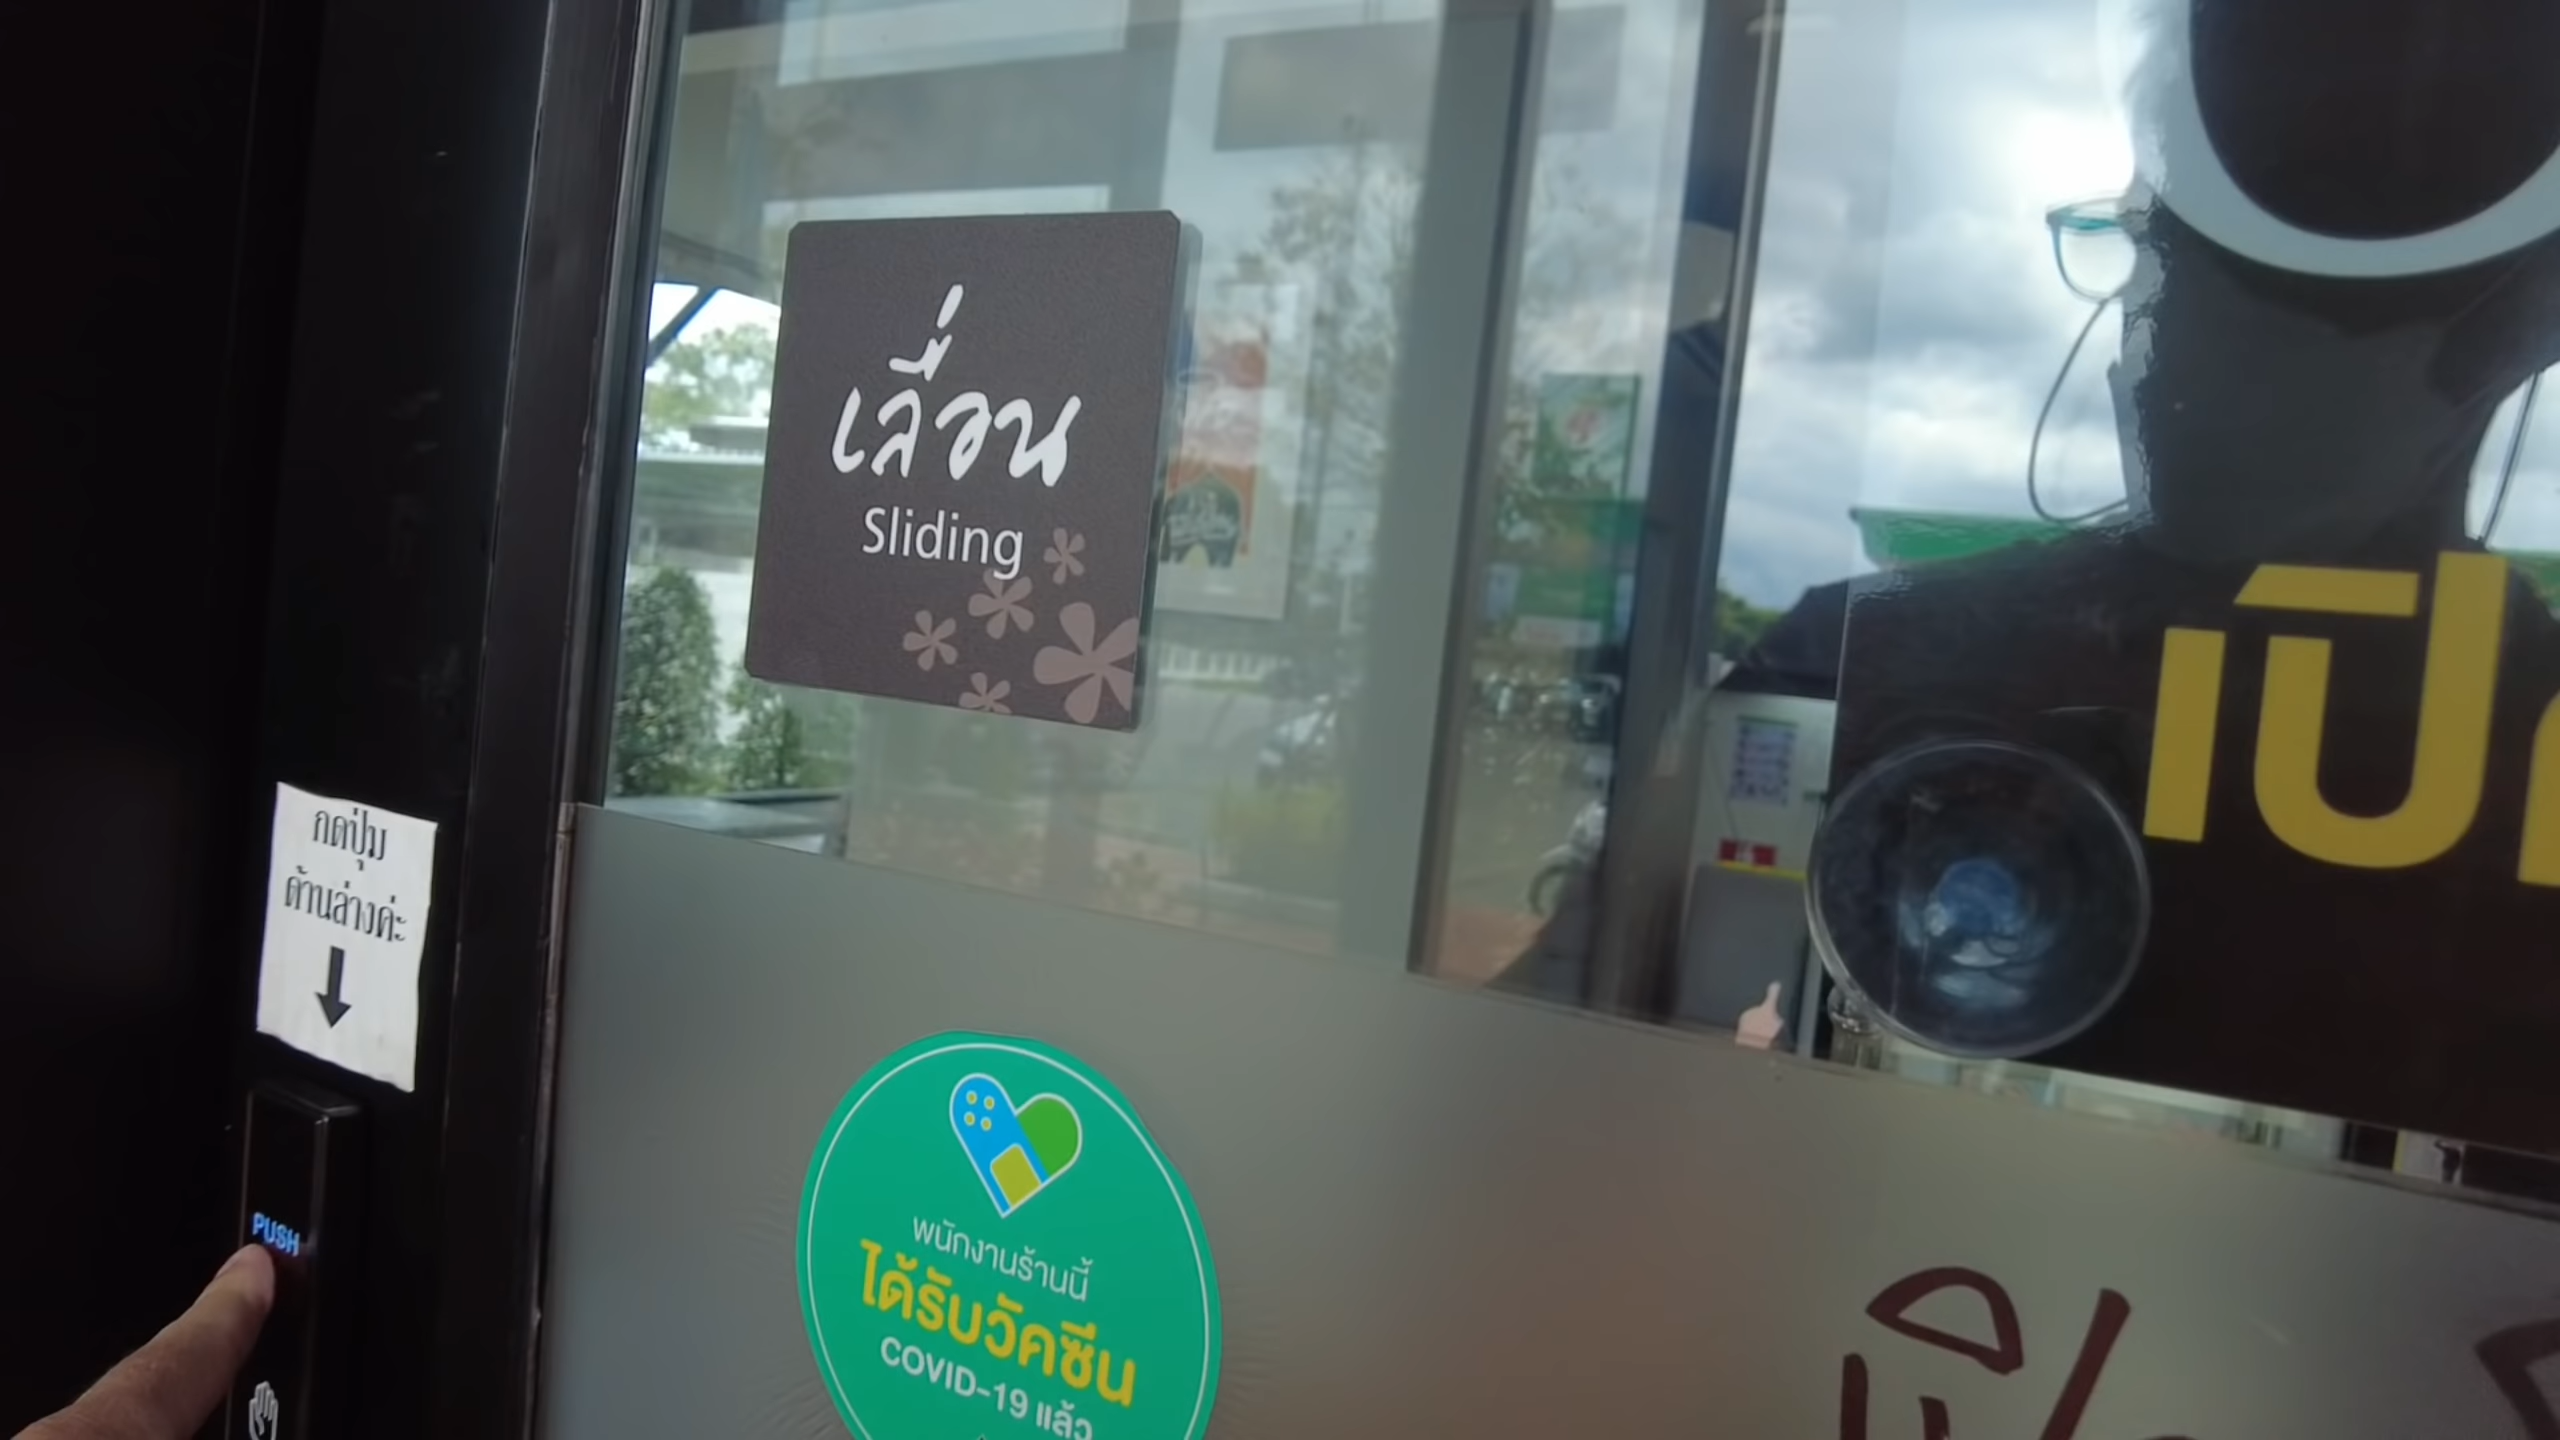 เลื่อน
Sliding
กดปุ่ม
ด้านล่างค่ะ
PUSH
พนักงานร้านนี้
ได้รับวัคซีน
COVID-19 แล้ว